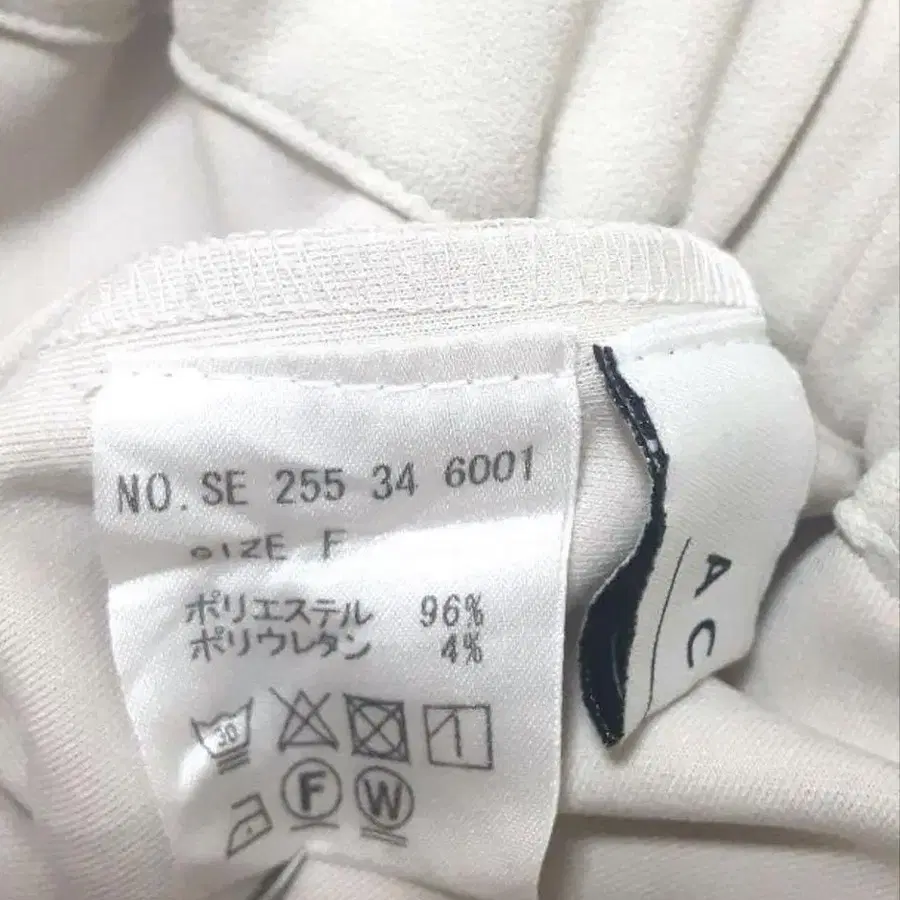 NO. SE 255 34 6001
SIZE F
ポリエステル 96%
ポリウレタン 4%
30
F W
A C